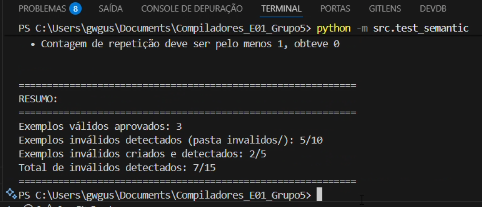 PROBLEMAS 8 SAÍDA CONSOLE DE DEPURAÇÃO TERMINAL PORTAS GITLENS DEVDB
PS C:\Users\gwgus\Documents\Compiladores_E01_Grupo5> python -m src.test_semantic
• Contagem de repetição deve ser pelo menos 1, obteve 0
============================================================
RESUMO:
============================================================
Exemplos válidos aprovados: 3
Exemplos inválidos detectados (pasta invalidos/): 5/10
Exemplos inválidos criados e detectados: 2/5
Total de inválidos detectados: 7/15
============================================================
PS C:\Users\gwgus\Documents\Compiladores_E01_Grupo5>